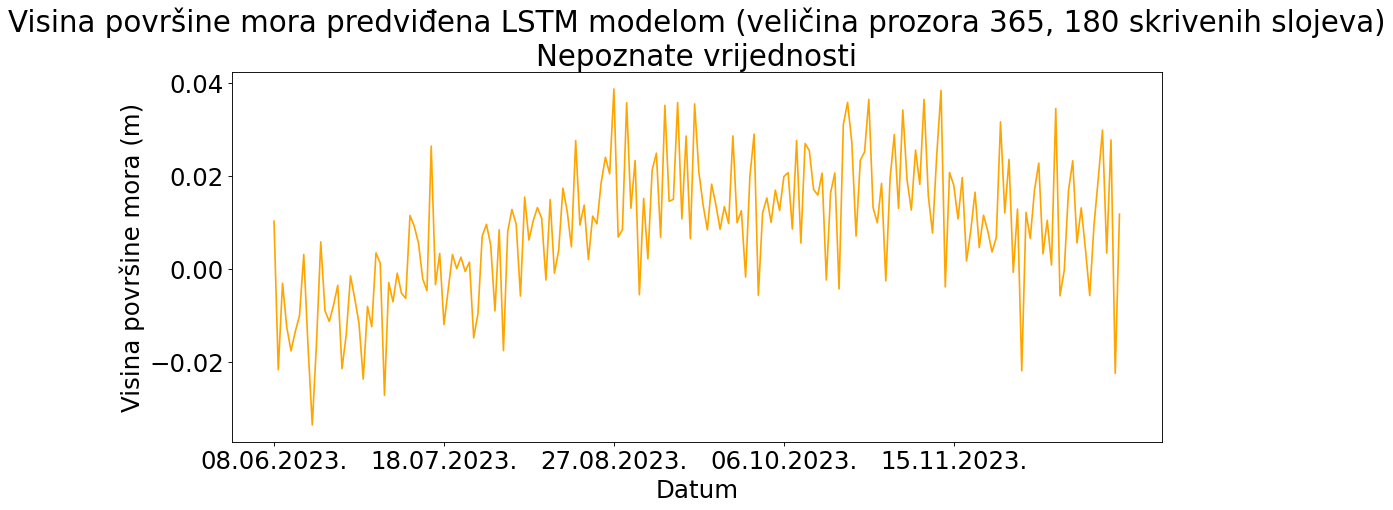 Visina površine mora predviđena LSTM modelom (veličina prozora 365, 180 skrivenih slojeva)
Nepoznate vrijednosti
Visina površine mora (m)
0.04
0.02
0.00
−0.02
08.06.2023. 18.07.2023. 27.08.2023. 06.10.2023. 15.11.2023.
Datum